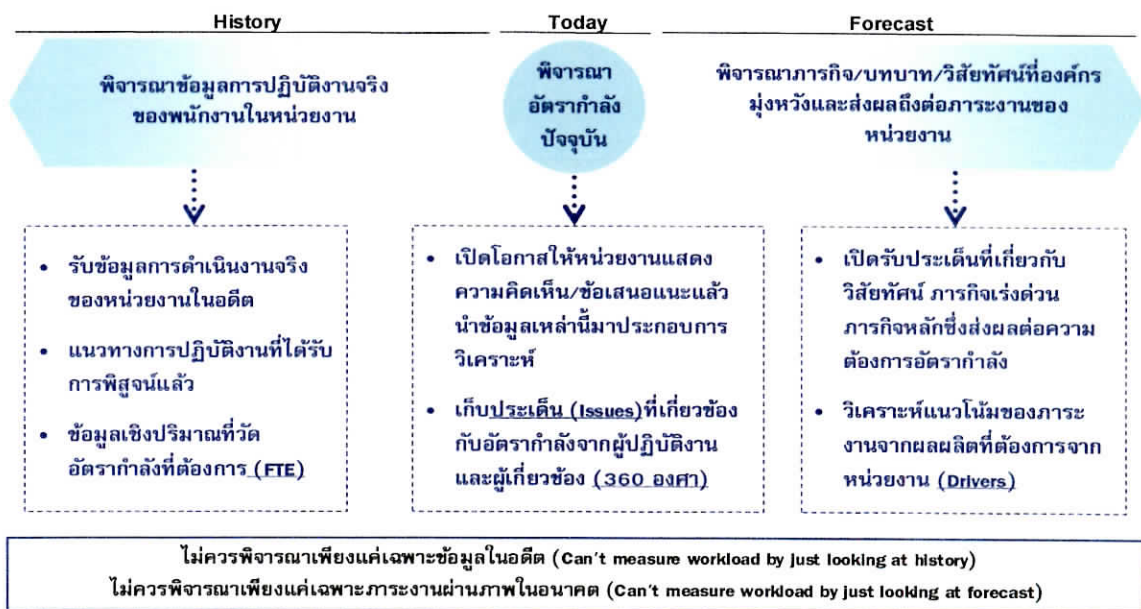 History
Today
Forecast
พิจารณาข้อมูลการปฏิบัติงานจริง
ของพนักงานในหน่วยงาน
พิจารณา
อัตรากำลัง
ปัจจุบัน
พิจารณาภารกิจ/บทบาท/วิสัยทัศน์ที่องค์กร
มุ่งหวังและส่งผลถึงต่อภาระงานของ
หน่วยงาน
• รับข้อมูลการดำเนินงานจริง
ของหน่วยงานในอดีต
• แนวทางการปฏิบัติงานที่ได้รับ
การพิสูจน์แล้ว
• ข้อมูลเชิงปริมาณที่วัด
อัตรากำลังที่ต้องการ (FTE)
• เปิดโอกาสให้หน่วยงานแสดง
ความคิดเห็น/ข้อเสนอแนะแล้ว
นำข้อมูลเหล่านี้มาประกอบการ
วิเคราะห์
• เก็บประเด็น (Issues)ที่เกี่ยวข้อง
กับอัตรากำลังจากผู้ปฏิบัติงาน
และผู้เกี่ยวข้อง (360 องศา)
• เปิดรับประเด็นที่เกี่ยวกับ
วิสัยทัศน์ ภารกิจเร่งด่วน
ภารกิจหลักซึ่งส่งผลต่อความ
ต้องการอัตรากำลัง
• วิเคราะห์แนวโน้มของภาระ
งานจากผลผลิตที่ต้องการจาก
หน่วยงาน (Drivers)
ไม่ควรพิจารณาเพียงแค่เฉพาะข้อมูลในอดีต (Can't measure workload by just looking at history)
ไม่ควรพิจารณาเพียงแค่เฉพาะภาระงานผ่านภาพในอนาคต (Can't measure workload by just looking at forecast)